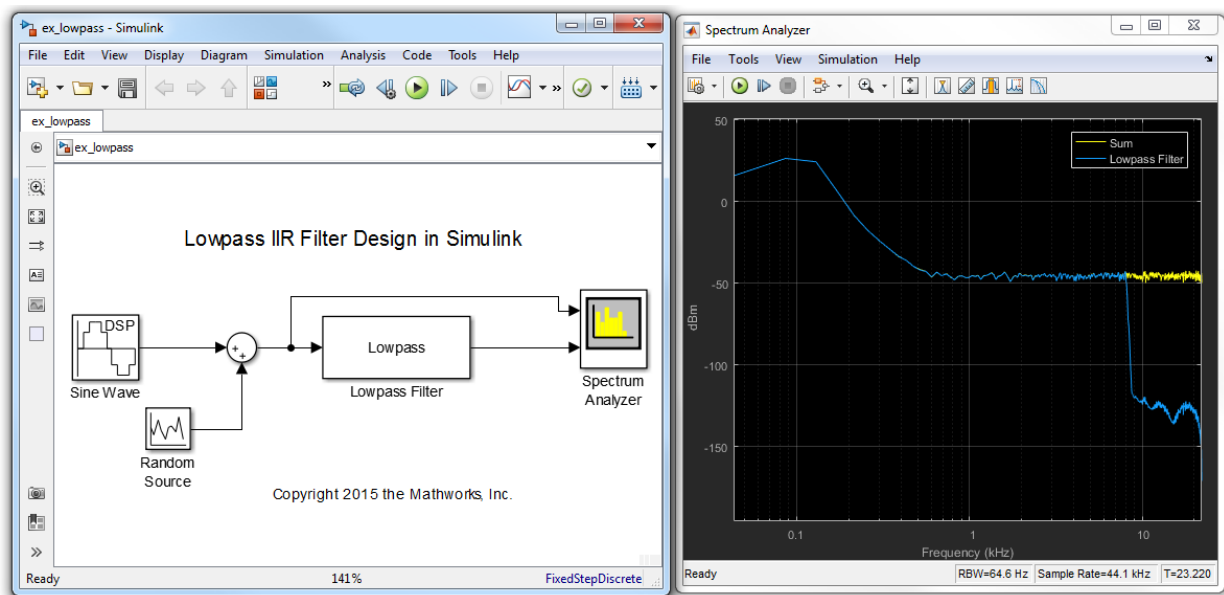 ex_lowpass - Simulink
File Edit View Display Diagram Simulation Analysis Code Tools Help
ex_lowpass
ex_lowpass
Lowpass IIR Filter Design in Simulink
DSP
Sine Wave
+
+
Lowpass
Lowpass Filter
Spectrum
Analyzer
Random
Source
Copyright 2015 the Mathworks, Inc.
Ready 141% FixedStepDiscrete
Spectrum Analyzer
File Tools View Simulation Help
Sum
Lowpass Filter
50
0
-50
-100
-150
dBm
0.1 1 10
Frequency (kHz)
Ready RBW=64.6 Hz Sample Rate=44.1 kHz T=23.220